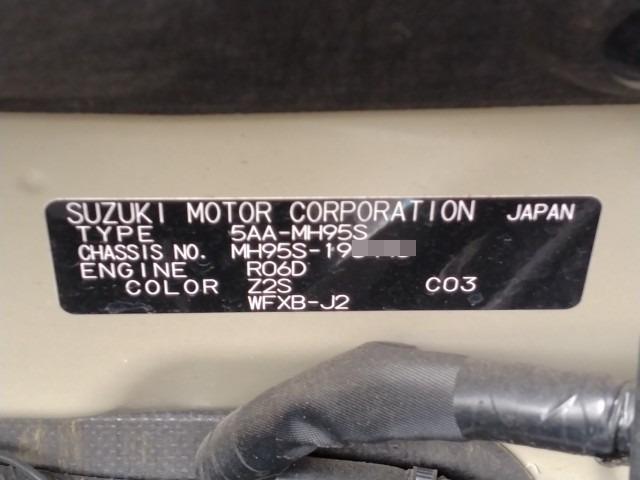 SUZUKI MOTOR CORPORATION JAPAN
TYPE 5AA-MH95S
CHASSIS NO. MH95S-19
ENGINE R06D
COLOR Z2S C03
WFXB-J2